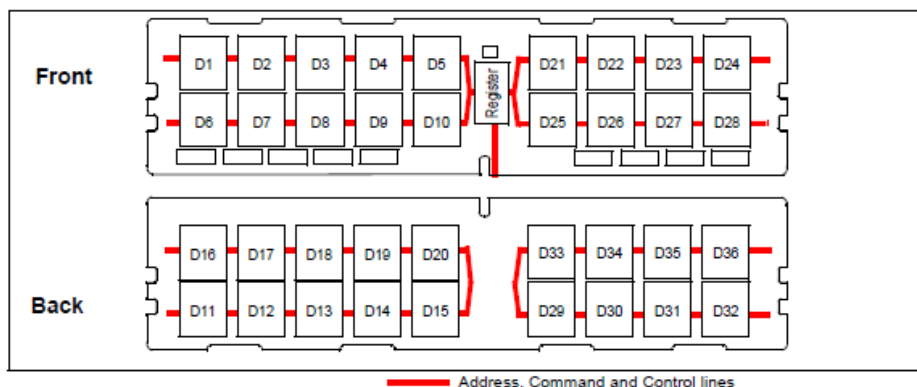 Front
D1 D2 D3 D4 D5 D21 D22 D23 D24
Register
D6 D7 D8 D9 D10 D25 D26 D27 D28
Back
D16 D17 D18 D19 D20 D33 D34 D35 D36
D11 D12 D13 D14 D15 D29 D30 D31 D32
Address, Command and Control lines